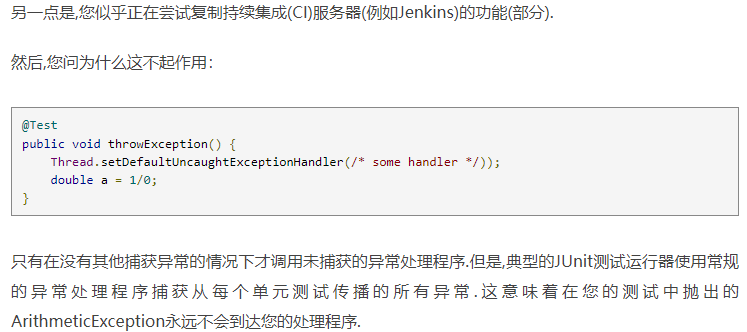 另一点是,您似乎正在尝试复制持续集成(CI)服务器(例如Jenkins)的功能(部分).
然后,您问为什么这不起作用：
@Test
public void throwException() {
    Thread.setDefaultUncaughtExceptionHandler(/* some handler */));
    double a = 1/0;
}
只有在没有其他捕获异常的情况下才调用未捕获的异常处理程序.但是,典型的JUnit测试运行器使用常规
的异常处理程序捕获从每个单元测试传播的所有异常.这意味着在您的测试中抛出的
ArithmeticException永远不会到达您的处理程序.